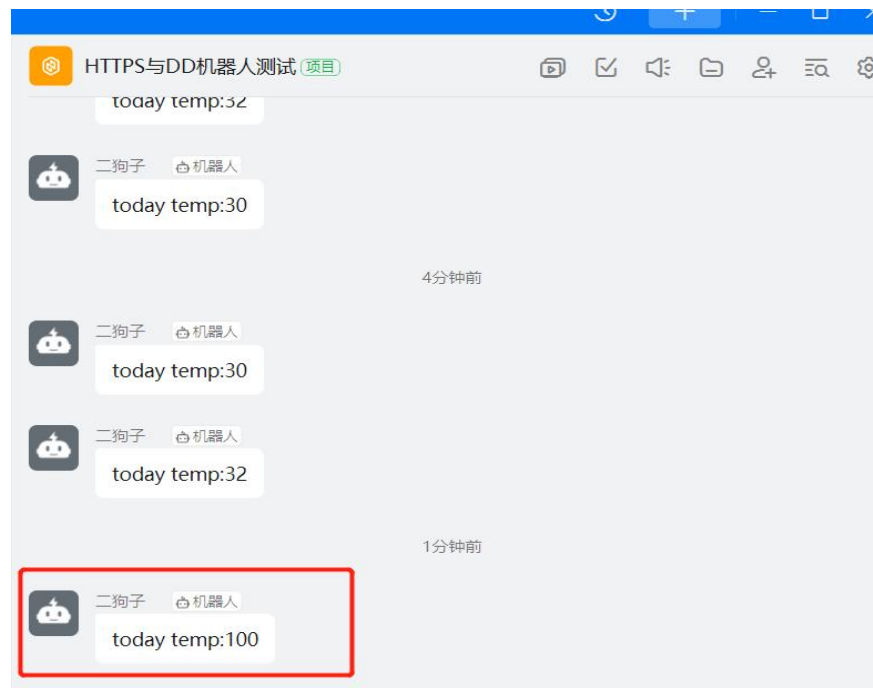 HTTPS与DD机器人测试 项目
today temp:32
二狗子 机器人
today temp:30
4分钟前
二狗子 机器人
today temp:30
二狗子 机器人
today temp:32
1分钟前
二狗子 机器人
today temp:100